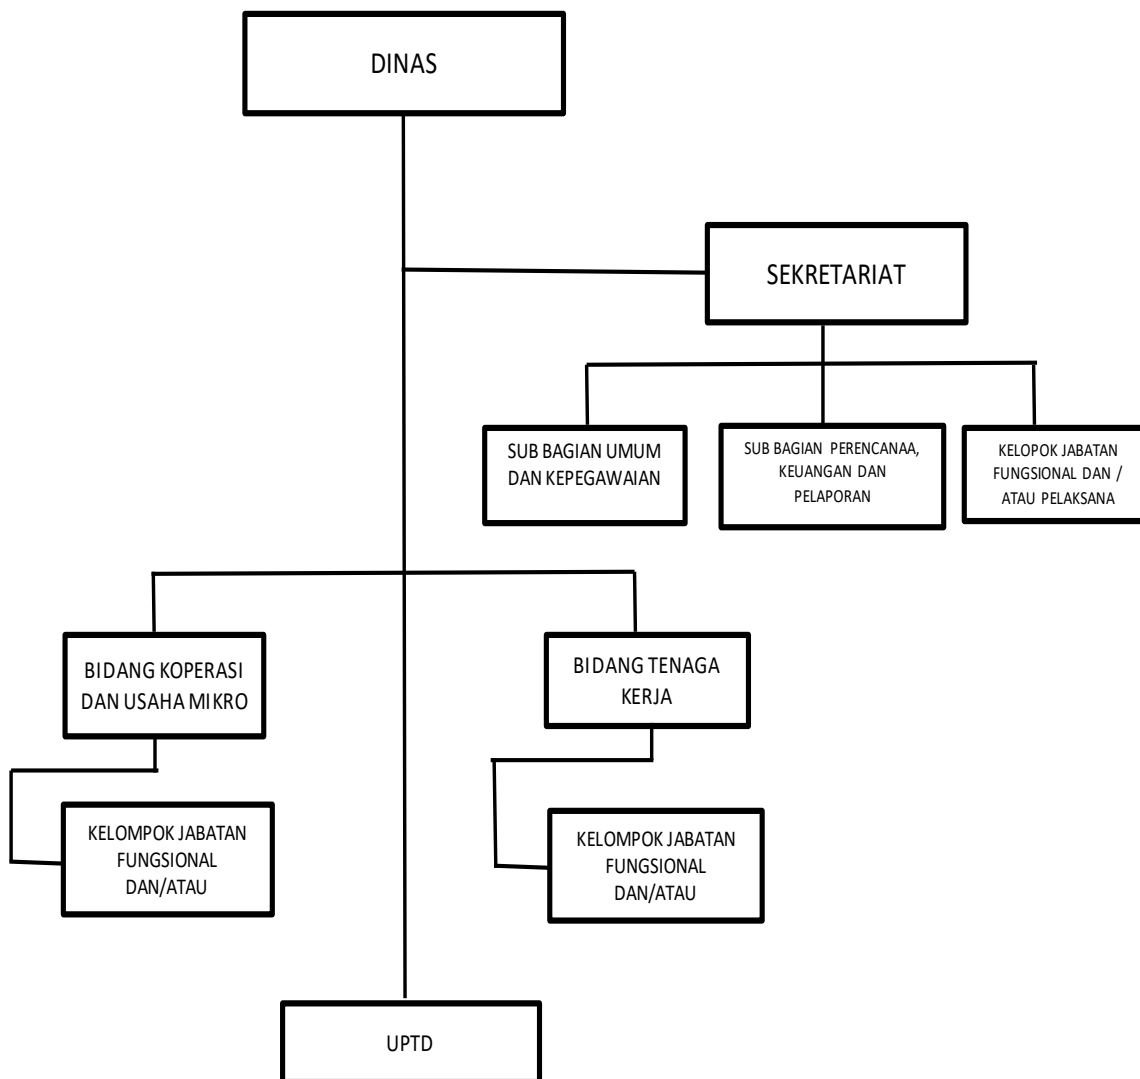 DINAS
SEKRETARIAT
SUB BAGIAN UMUM
DAN KEPEGAWAIAN
SUB BAGIAN PERENCANAA,
KEUANGAN DAN
PELAPORAN
KELOPOK JABATAN
FUNGSIONAL DAN /
ATAU PELAKSANA
BIDANG KOPERASI
DAN USAHA MIKRO
BIDANG TENAGA
KERJA
KELOMPOK JABATAN
FUNGSIONAL
DAN/ATAU
KELOMPOK JABATAN
FUNGSIONAL
DAN/ATAU
UPTD